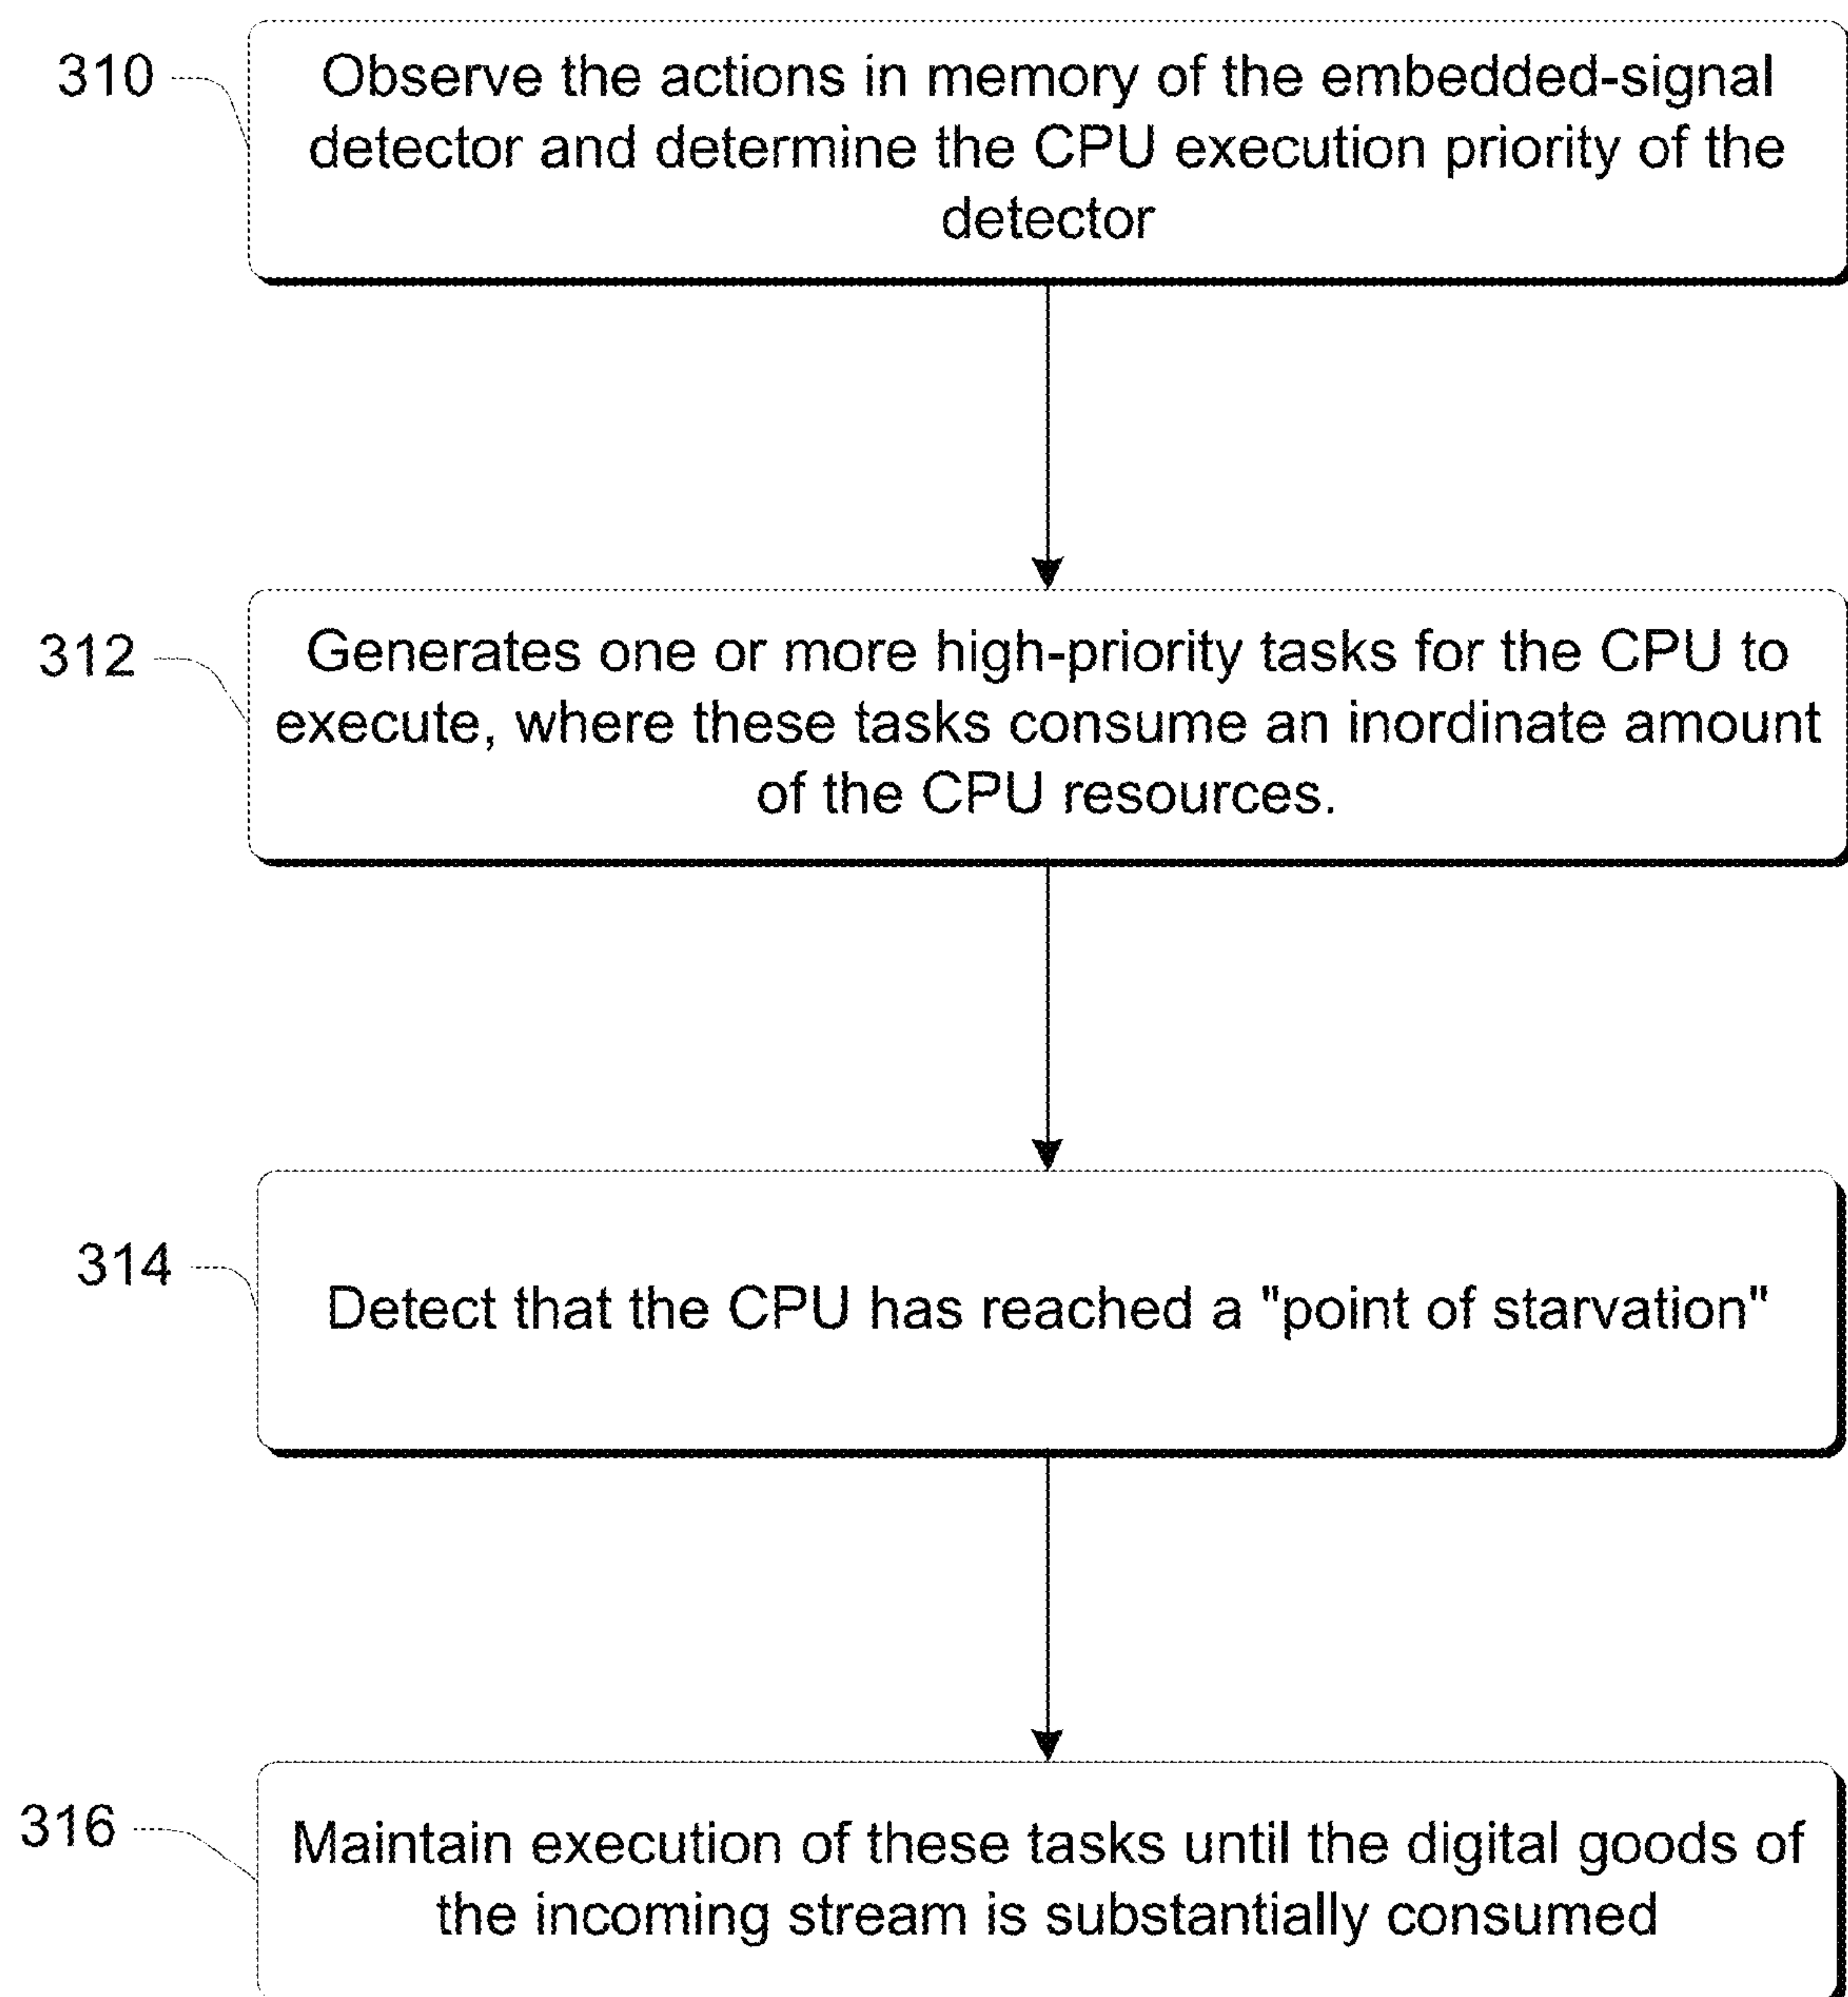 310
Observe the actions in memory of the embedded-signal
detector and determine the CPU execution priority of the
detector
312
Generates one or more high-priority tasks for the CPU to
execute, where these tasks consume an inordinate amount
of the CPU resources.
314
Detect that the CPU has reached a "point of starvation"
316
Maintain execution of these tasks until the digital goods of
the incoming stream is substantially consumed